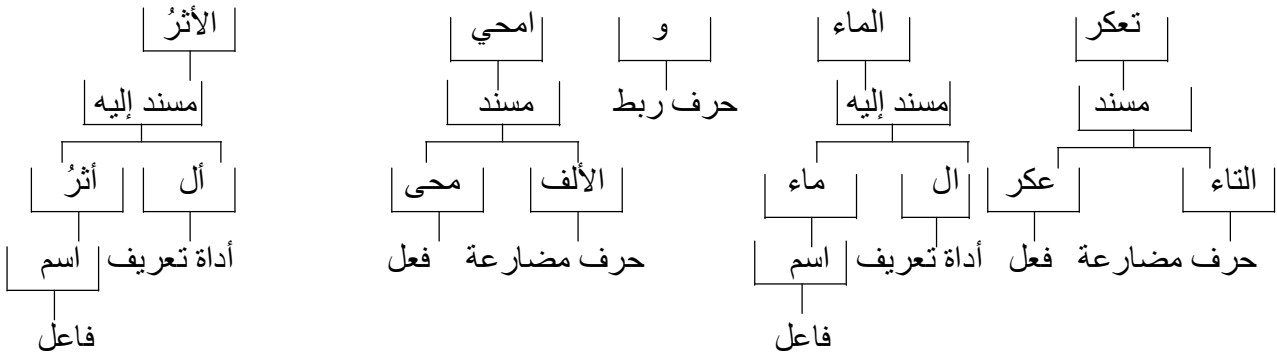 تعكر الماء و امحي الأثرُ
مسند مسند إليه حرف ربط مسند مسند إليه
التاء عكر ال ماء الألف محى أل أثرُ
حرف مضارعة فعل أداة تعريف اسم حرف مضارعة فعل أداة تعريف اسم
فاعل فاعل